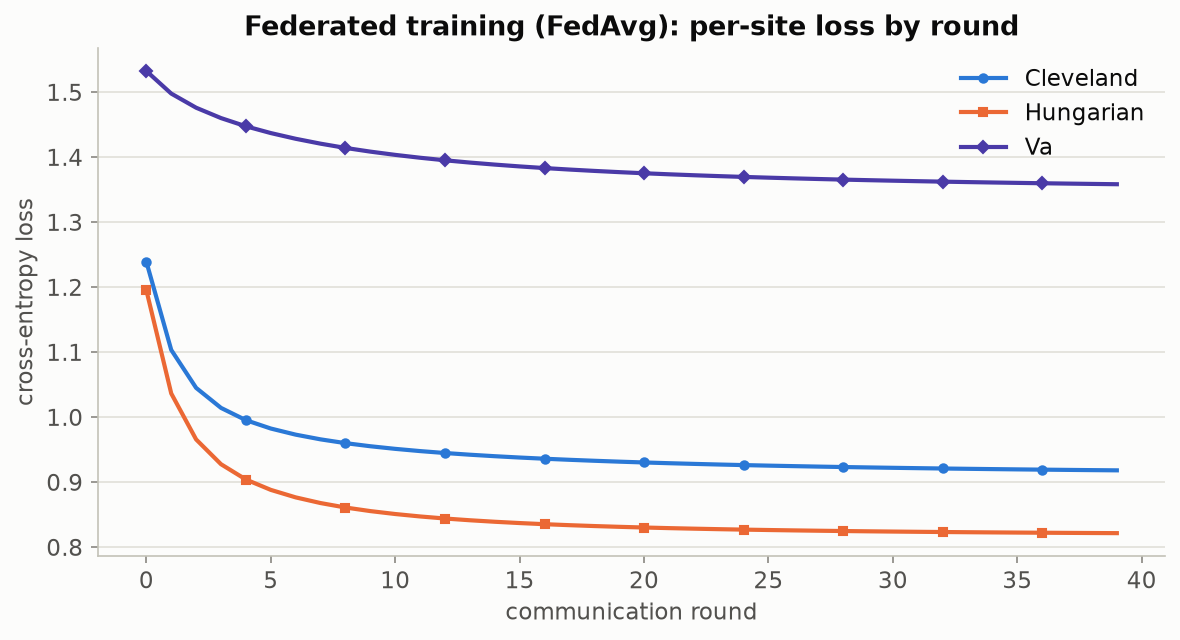 Federated training (FedAvg): per-site loss by round
Cleveland
Hungarian
Va
cross-entropy loss
1.5
1.4
1.3
1.2
1.1
1.0
0.9
0.8
0 5 10 15 20 25 30 35 40
communication round